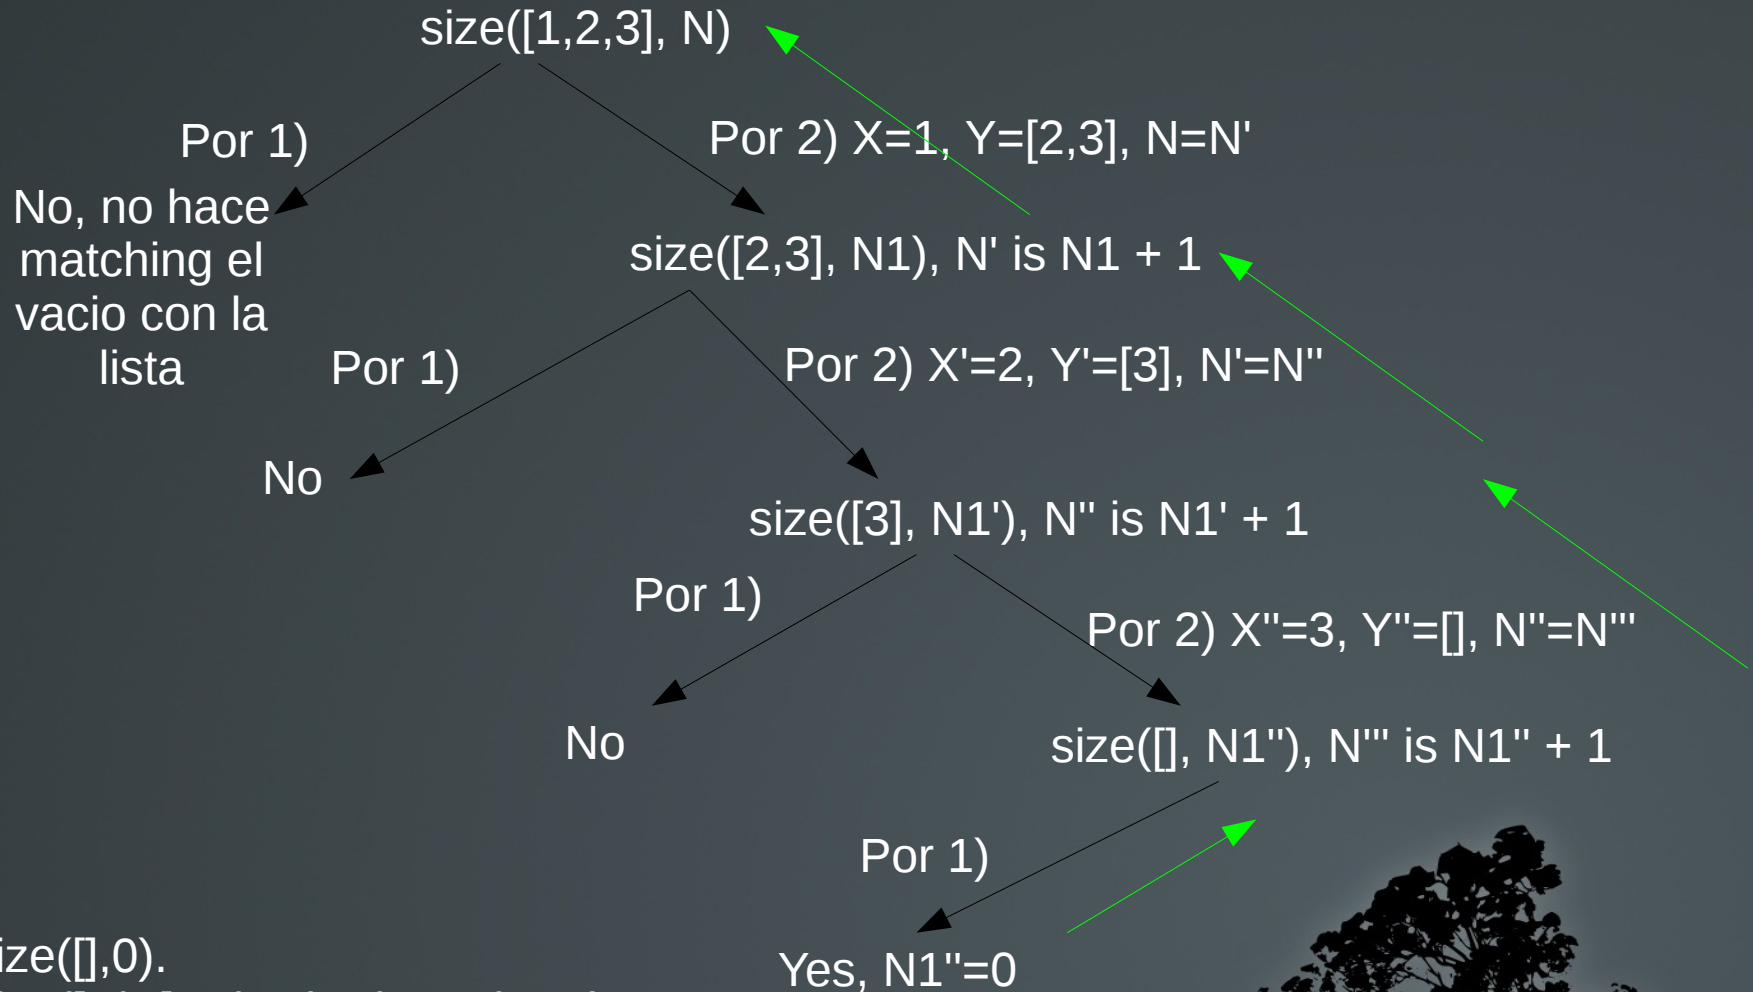 size([1,2,3], N)
Por 1)
Por 2) X=1, Y=[2,3], N=N'
No, no hace
matching el
vacio con la
lista
size([2,3], N1), N' is N1 + 1
Por 1)
Por 2) X'=2, Y'=[3], N'=N''
No
size([3], N1'), N'' is N1' + 1
Por 1)
Por 2) X''=3, Y''=[], N''=N'''
No
size([], N1''), N''' is N1'' + 1
Por 1)
Yes, N1''=0
ize([],0).